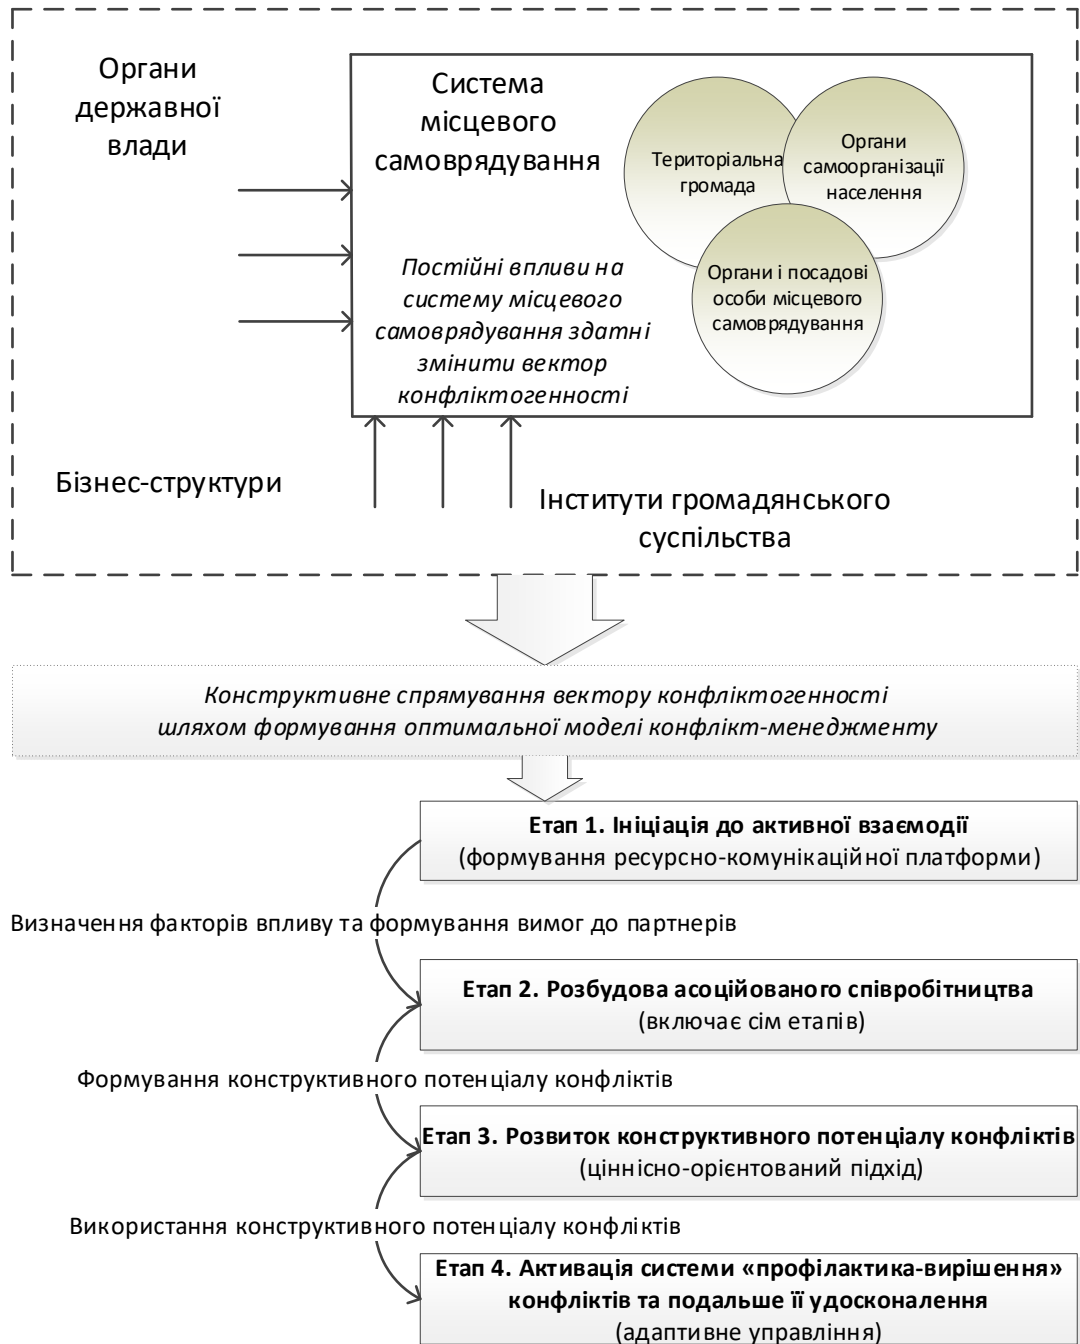 Органи
державної
влади
Система
місцевого
самоврядування
Територіальна
громада
Органи
самоорганізації
населення
Органи і посадові
особи місцевого
самоврядування
Постійні впливи на
систему місцевого
самоврядування здатні
змінити вектор
конфліктогенності
Бізнес-структури
Інститути громадянського
суспільства
Конструктивне спрямування вектору конфліктогенності
шляхом формування оптимальної моделі конфлікт-менеджменту
Етап 1. Ініціація до активної взаємодії
(формування ресурсно-комунікаційної платформи)
Визначення факторів впливу та формування вимог до партнерів
Етап 2. Розбудова асоційованого співробітництва
(включає сім етапів)
Формування конструктивного потенціалу конфліктів
Етап 3. Розвиток конструктивного потенціалу конфліктів
(ціннісно-орієнтований підхід)
Використання конструктивного потенціалу конфліктів
Етап 4. Активація системи «профілактика-вирішення»
конфліктів та подальше її удосконалення
(адаптивне управління)